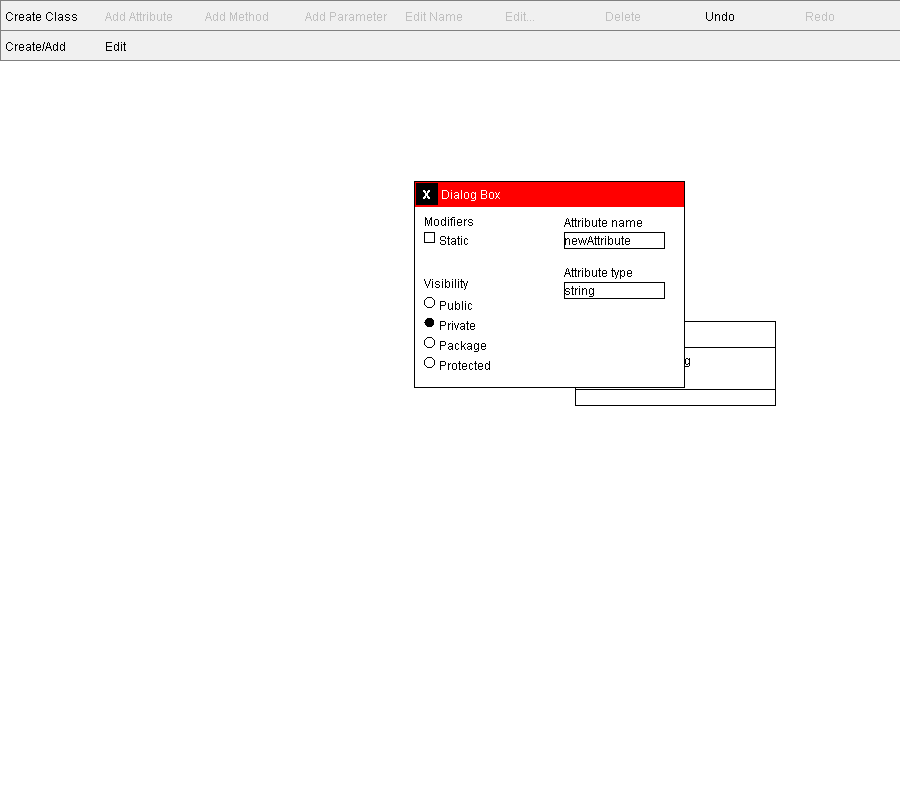 Create Class Add Attribute Add Method Add Parameter Edit Name Edit... Delete Undo Redo
Create/Add Edit
X Dialog Box
Modifiers
Static
Visibility
Public
Private
Package
Protected
Attribute name
newAttribute
Attribute type
string
g